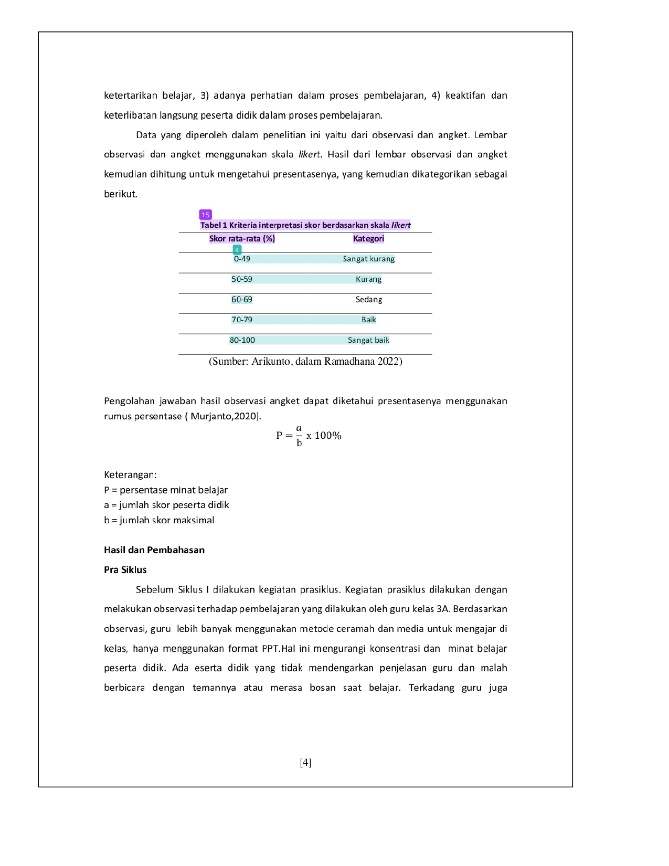 ketertarikan belajar, 3) adanya perhatian dalam proses pembelajaran, 4) keaktifan dan
keterlibatan langsung peserta didik dalam proses pembelajaran.
Data yang diperoleh dalam penelitian ini yaitu dari observasi dan angket. Lembar
observasi dan angket menggunakan skala likert. Hasil dari lembar observasi dan angket
kemudian dihitung untuk mengetahui presentasenya, yang kemudian dikategorikan sebagai
berikut.
15
Tabel 1 Kriteria interpretasi skor berdasarkan skala likert
Skor rata-rata (%) Kategori
0-49 Sangat kurang
50-59 Kurang
60-69 Sedang
70-79 Baik
80-100 Sangat baik
(Sumber: Arikunto, dalam Ramadhana 2022)
Pengolahan jawaban hasil observasi angket dapat diketahui presentasenya menggunakan
rumus persentase ( Murjanto,2020).
P = a/b x 100%
Keterangan:
P = persentase minat belajar
a = jumlah skor peserta didik
b = jumlah skor maksimal
Hasil dan Pembahasan
Pra Siklus
Sebelum Siklus I dilakukan kegiatan prasiklus. Kegiatan prasiklus dilakukan dengan
melakukan observasi terhadap pembelajaran yang dilakukan oleh guru kelas 3A. Berdasarkan
observasi, guru lebih banyak menggunakan metode ceramah dan media untuk mengajar di
kelas, hanya menggunakan format PPT.Hal ini mengurangi konsentrasi dan minat belajar
peserta didik. Ada eserta didik yang tidak mendengarkan penjelasan guru dan malah
berbicara dengan temannya atau merasa bosan saat belajar. Terkadang guru juga
[4]